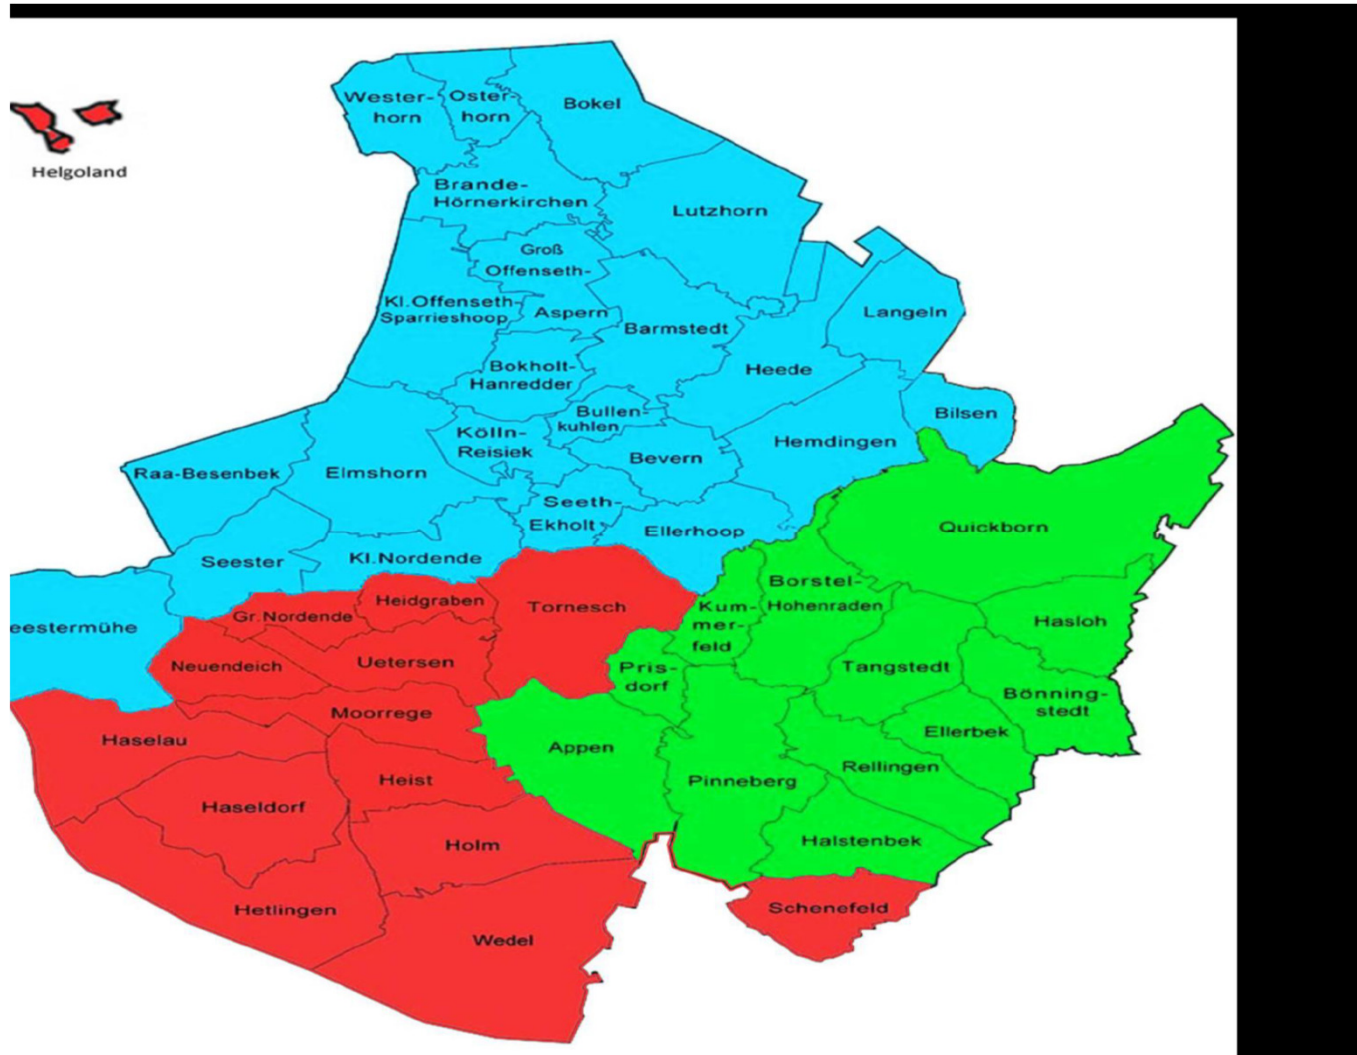 Wester-
horn
Oster-
horn
Bokel
Helgoland
Brande-
Hörnerkirchen
Lutzhorn
Groß
Offenseth-
Aspern
Kl.Offenseth-
Sparrieshoop
Barmstedt
Langeln
Bokholt-
Hanredder
Heede
Bullen-
kuhlen
Bilsen
Kölln-
Reisiek
Hemdingen
Bevern
Raa-Besenbek
Elmshorn
Seeth-
Ekholt
Ellerhoop
Quickborn
Seester
Kl.Nordende
Borstel-
Hohenraden
Heidgraben
Tornesch
Kum-
mer-
feld
Gr.Nordende
Hasloh
eestermühe
Neuendeich
Uetersen
Pris-
dorf
Tangstedt
Bönning-
stedt
Moorrege
Haselau
Appen
Ellerbek
Heist
Pinneberg
Rellingen
Haseldorf
Holm
Halstenbek
Hetlingen
Schenefeld
Wedel